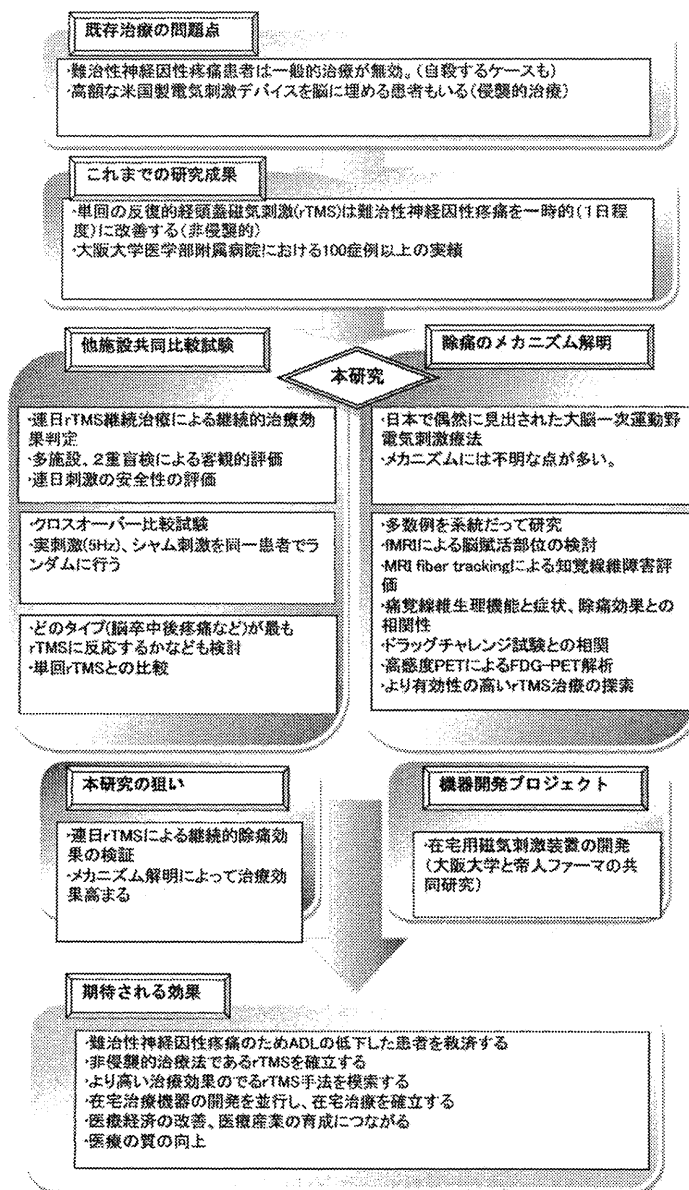 既存治療の問題点
・難治性神経因性疼痛患者は一般的治療が無効。(自殺するケースも)
・高額な米国製電気刺激デバイスを脳に埋める患者もいる(侵襲的治療)
これまでの研究成果
・単回の反復的経頭蓋磁気刺激(rTMS)は難治性神経因性疼痛を一時的(1日程
度)に改善する(非侵襲的)
・大阪大学医学部附属病院における100症例以上の実績
本研究
他施設共同比較試験
・連日rTMS継続治療による継続的治療効
果判定
・多施設、2重盲検による客観的評価
・連日刺激の安全性の評価
・クロスオーバー比較試験
・実刺激(5Hz)、シャム刺激を同一患者でラ
ンダムに行う
・どのタイプ(脳卒中後疼痛など)が最も
rTMSに反応するかなども検討
・単回rTMSとの比較
除痛のメカニズム解明
・日本で偶然に見出された大脳一次運動野
電気刺激療法
・メカニズムには不明な点が多い。
・多数例を系統だって研究
・fMRIによる脳賦活部位の検討
・MRI fiber trackingによる知覚線維障害評
価
・痛覚線維生理機能と症状、除痛効果との
相関性
・ドラッグチャレンジ試験との相関
・高感度PETによるFDG-PET解析
・より有効性の高いrTMS治療の探索
本研究の狙い
・連日rTMSによる継続的除痛効
果の検証
・メカニズム解明によって治療効
果高まる
機器開発プロジェクト
・在宅用磁気刺激装置の開発
(大阪大学と帝人ファーマの共
同研究)
期待される効果
・難治性神経因性疼痛のためADLの低下した患者を救済する
・非侵襲的治療法であるrTMSを確立する
・より高い治療効果のでるrTMS手法を模索する
・在宅治療機器の開発を並行し、在宅治療を確立する
・医療経済の改善、医療産業の育成につながる
・医療の質の向上